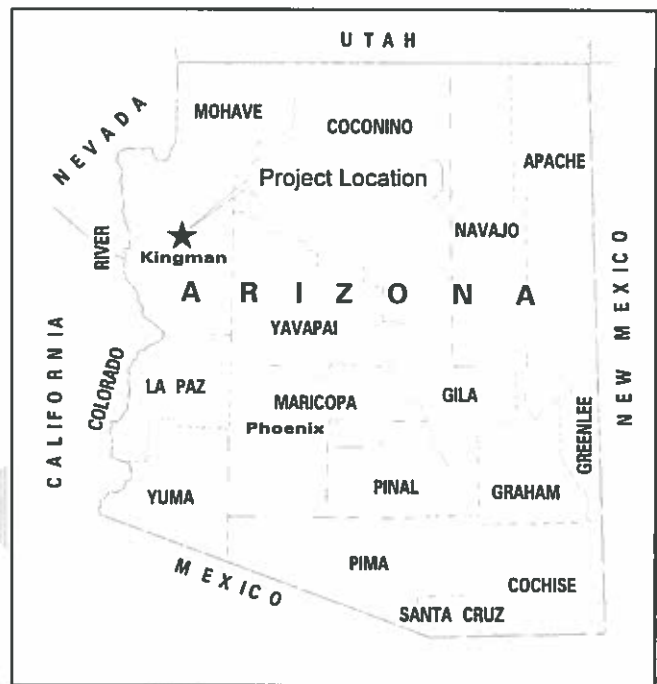 UTAH
NEVADA
MOHAVE
COCONINO
APACHE
Project Location
NAVAJO
RIVER
Kingman
ARIZONA
NEW MEXICO
YAVAPAI
CALIFORNIA
COLORADO
LA PAZ
MARICOPA
GILA
Phoenix
GREENLEE
YUMA
PINAL
GRAHAM
MEXICO
PIMA
COCHISE
SANTA CRUZ